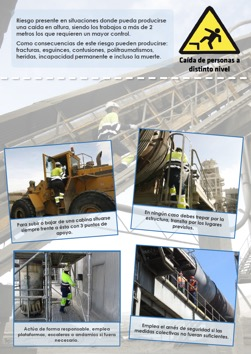 Riesgo presente en situaciones donde pueda producirse
una caída en altura, siendo los trabajos a más de 2
metros los que requieren un mayor control.
Como consecuencias de este riesgo pueden producirse:
fracturas, esguinces, contusiones, politraumatismos,
heridas, incapacidad permanente e incluso la muerte.
Caída de personas a
distinto nivel
Para subir o bajar de una cabina situarse
siempre frente a ésta con 3 puntos de
apoyo.
En ningún caso debes trepar por la
estructura, transita por los lugares
previstos.
Actúa de forma responsable, emplea
plataformas, escaleras o andamios si fuera
necesario.
Emplea el arnés de seguridad si las
medidas colectivas no fueran suficientes.